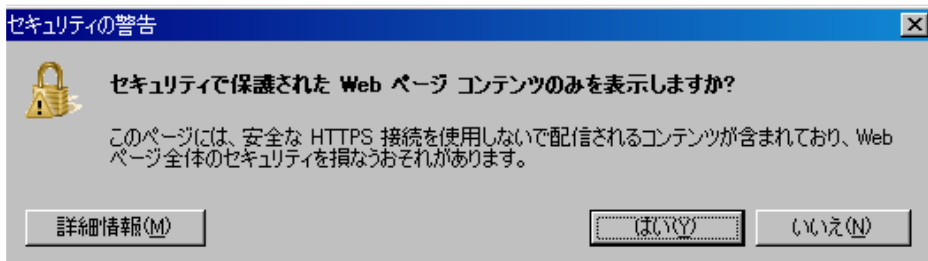 セキュリティの警告
セキュリティで保護された Web ページ コンテンツのみを表示しますか?
このページには、安全な HTTPS 接続を使用しないで配信されるコンテンツが含まれており、Web
ページ全体のセキュリティを損なうおそれがあります。
詳細情報(M) はい(Y) いいえ(N)